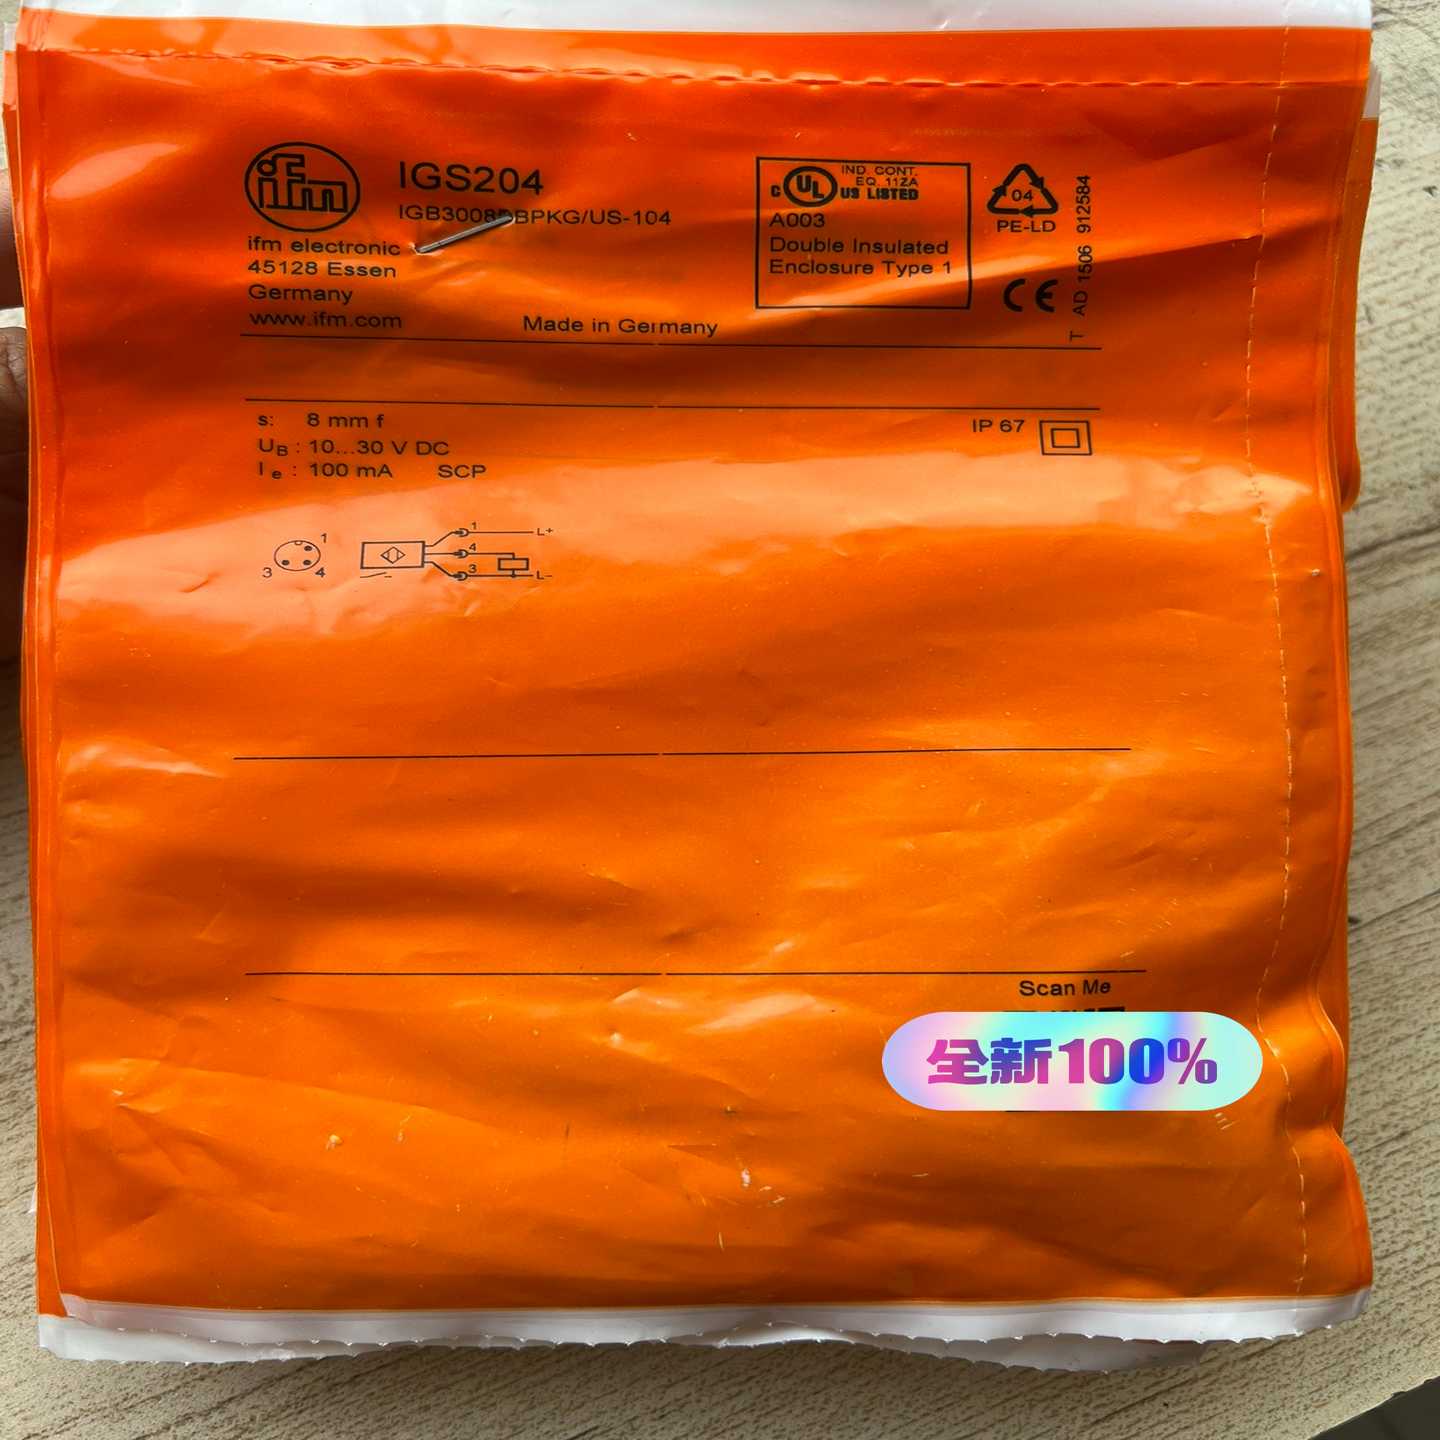 ifm
IGS204
IGB3008BBPKG/US-104
ifm electronic
45128 Essen
Germany
www.ifm.com
Made in Germany
c UL US LISTED
IND. CONT.
EQ. 11ZA
A003
Double Insulated
Enclosure Type 1
04
PE-LD
CE
T AD 1506 912584
s: 8 mm f
UB : 10...30 V DC
Ie : 100 mA SCP
IP 67
1
3 4
1 L+
4
3 L-
Scan Me
全新100%